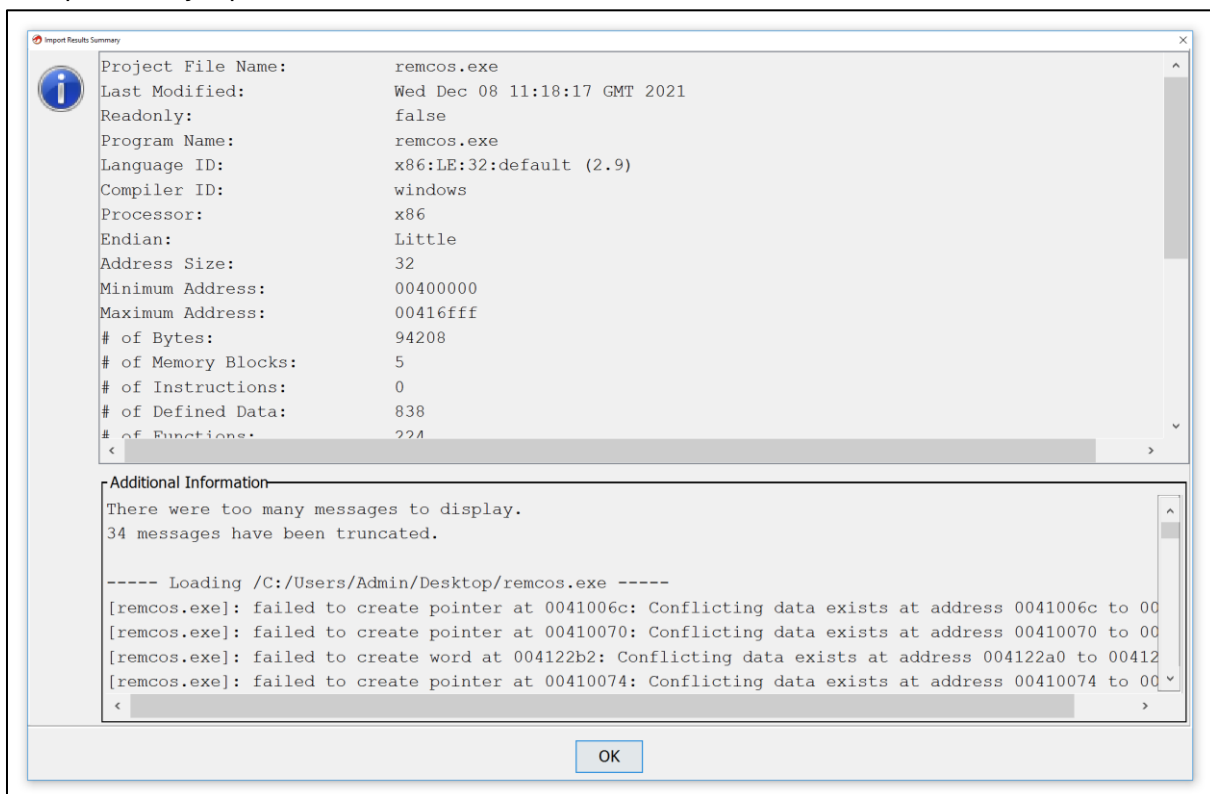 Import Results Summary
Project File Name: remcos.exe
Last Modified: Wed Dec 08 11:18:17 GMT 2021
Readonly: false
Program Name: remcos.exe
Language ID: x86:LE:32:default (2.9)
Compiler ID: windows
Processor: x86
Endian: Little
Address Size: 32
Minimum Address: 00400000
Maximum Address: 00416fff
# of Bytes: 94208
# of Memory Blocks: 5
# of Instructions: 0
# of Defined Data: 838
# of Functions: 224
Additional Information
There were too many messages to display.
34 messages have been truncated.
----- Loading /C:/Users/Admin/Desktop/remcos.exe -----
[remcos.exe]: failed to create pointer at 0041006c: Conflicting data exists at address 0041006c to 00
[remcos.exe]: failed to create pointer at 00410070: Conflicting data exists at address 00410070 to 00
[remcos.exe]: failed to create word at 004122b2: Conflicting data exists at address 004122a0 to 00412
[remcos.exe]: failed to create pointer at 00410074: Conflicting data exists at address 00410074 to 00
OK